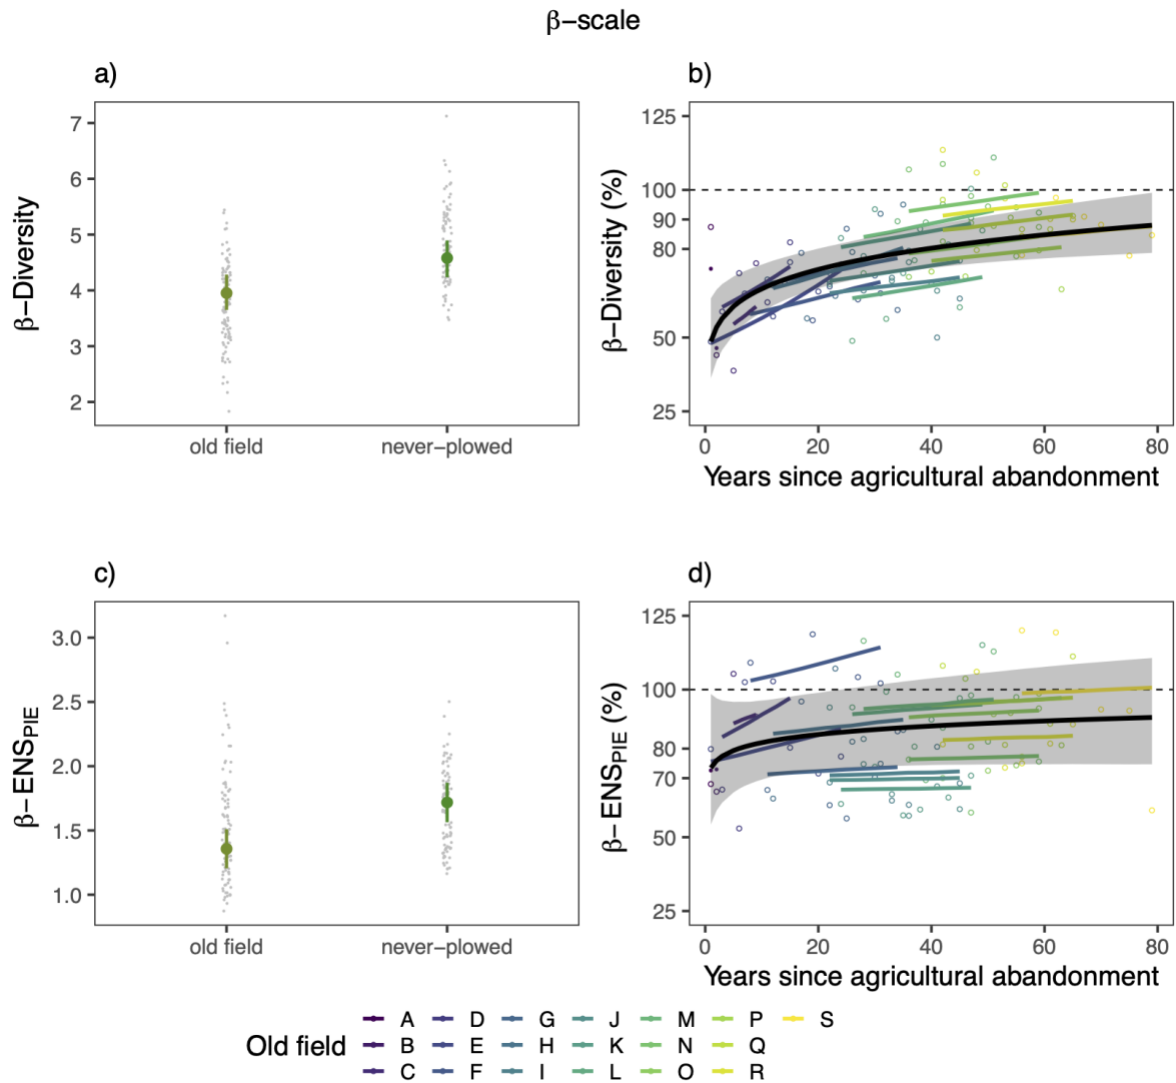 β−scale
a)
b)
β−Diversity
7
6
5
4
3
2
old field
never−plowed
β−Diversity (%)
125
100
90
80
50
25
0
20
40
60
80
Years since agricultural abandonment
c)
d)
β−ENSPIE
3.0
2.5
2.0
1.5
1.0
old field
never−plowed
β−ENSPIE (%)
125
100
80
70
50
25
0
20
40
60
80
Years since agricultural abandonment
Old field
A D G J M P S
B E H K N Q
C F I L O R